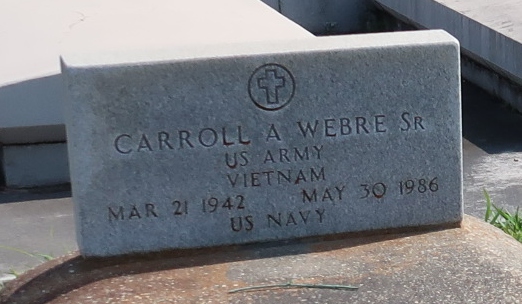 CARROLL A WEBRE SR
US ARMY
VIETNAM
MAR 21 1942 MAY 30 1986
US NAVY